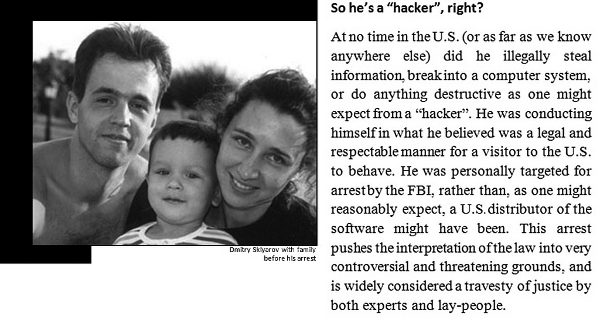 So he's a "hacker", right?
At no time in the U.S. (or as far as we know
anywhere else) did he illegally steal
information, break into a computer system,
or do anything destructive as one might
expect from a "hacker". He was conducting
himself in what he believed was a legal and
respectable manner for a visitor to the U.S.
to behave. He was personally targeted for
arrest by the FBI, rather than, as one might
reasonably expect, a U.S. distributor of the
software might have been. This arrest
pushes the interpretation of the law into very
controversial and threatening grounds, and
is widely considered a travesty of justice by
both experts and lay-people.
Dmitry Sklyarov with family
before his arrest